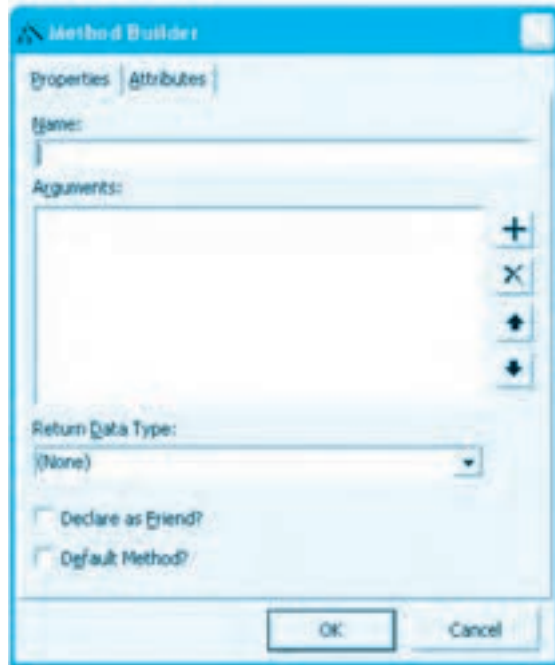 Method Builder
Properties
Attributes
Name:
Arguments:
Return Data Type:
(None)
Declare as Friend?
Default Method?
OK
Cancel